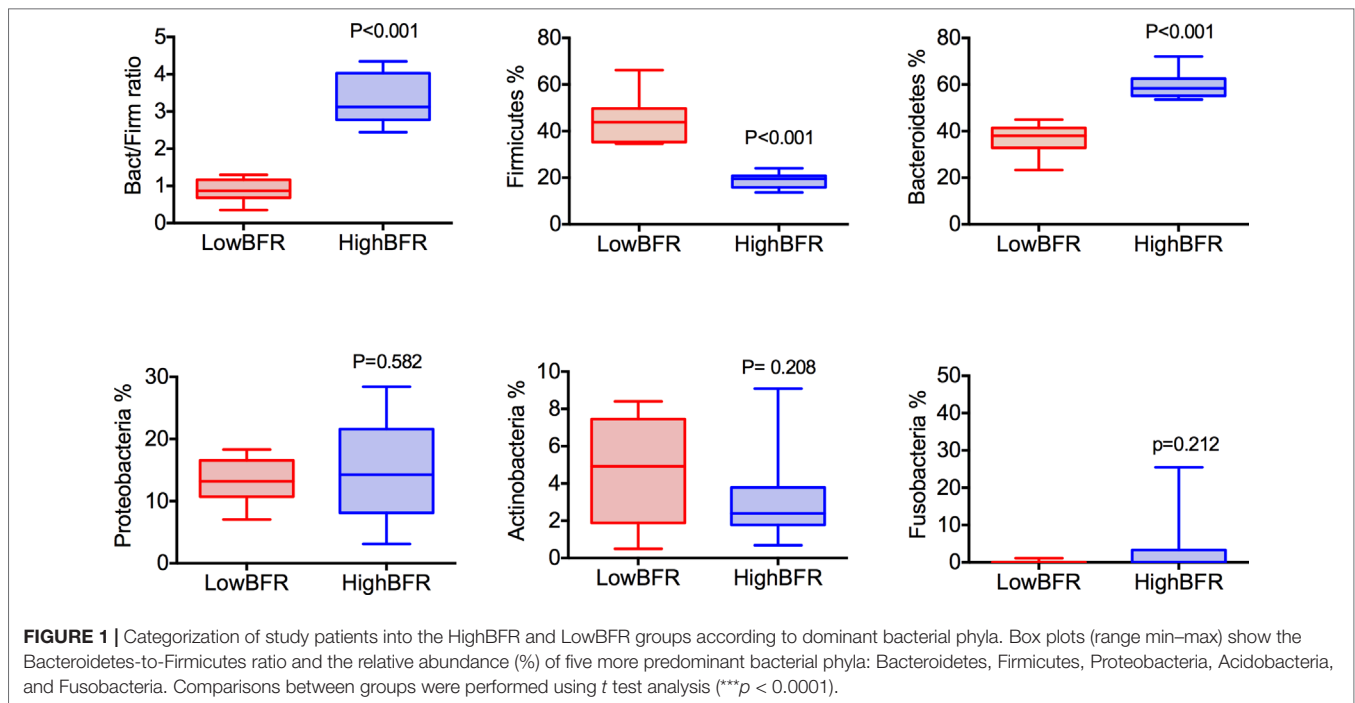 P<0.001
Bact/Firm ratio
5
4
3
2
1
0
LowBFR
HighBFR
P<0.001
Firmicutes %
80
60
40
20
0
LowBFR
HighBFR
P<0.001
Bacteroidetes %
80
60
40
20
0
LowBFR
HighBFR
P=0.582
Proteobacteria %
30
20
10
0
LowBFR
HighBFR
P= 0.208
Actinobacteria %
10
8
6
4
2
0
LowBFR
HighBFR
p=0.212
Fusobacteria %
50
40
30
20
10
0
LowBFR
HighBFR
FIGURE 1 | Categorization of study patients into the HighBFR and LowBFR groups according to dominant bacterial phyla. Box plots (range min–max) show the
Bacteroidetes-to-Firmicutes ratio and the relative abundance (%) of five more predominant bacterial phyla: Bacteroidetes, Firmicutes, Proteobacteria, Acidobacteria,
and Fusobacteria. Comparisons between groups were performed using t test analysis (***p < 0.0001).